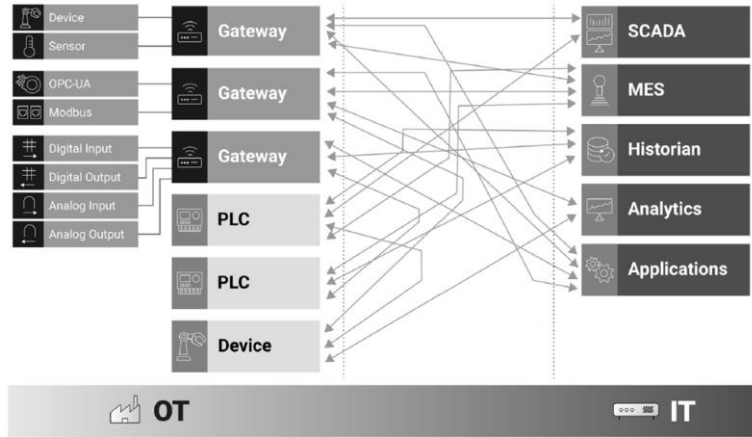 Device
Sensor
OPC-UA
Modbus
Digital Input
Digital Output
Analog Input
Analog Output
Gateway
Gateway
Gateway
PLC
PLC
Device
SCADA
MES
Historian
Analytics
Applications
OT
IT